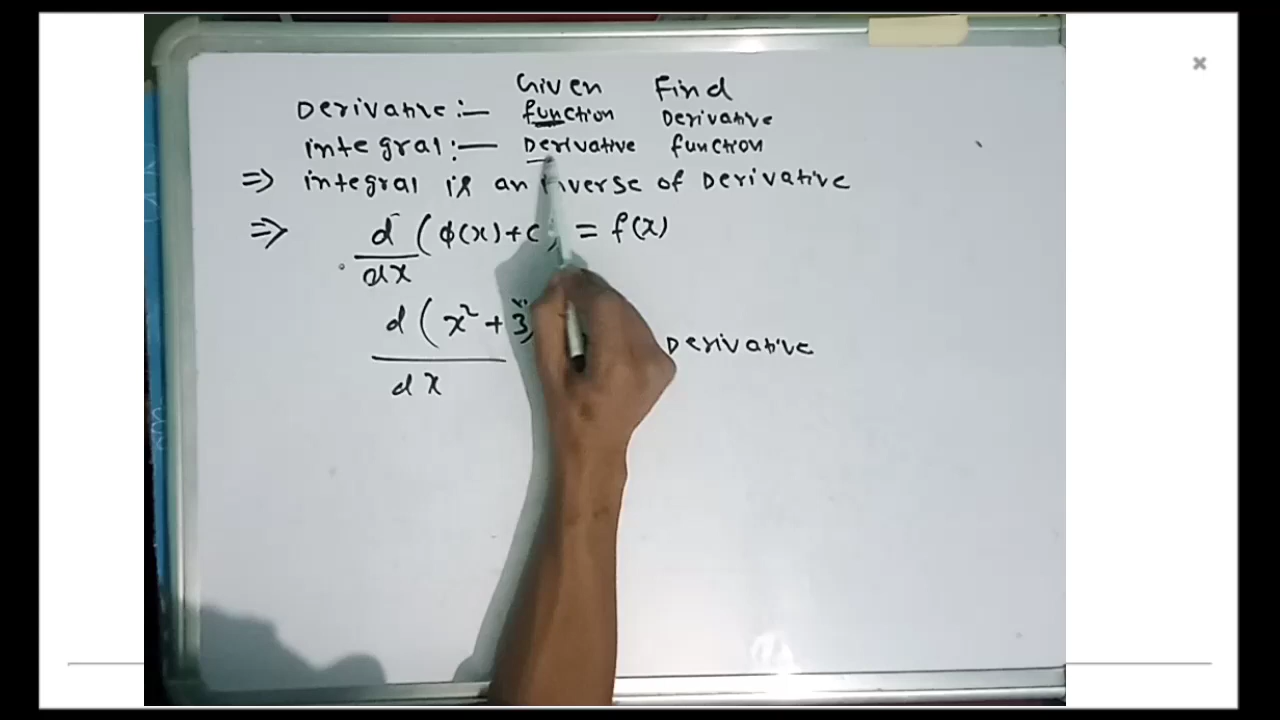 Given Find
Derivative :— function Derivative
integral :— Derivative function
⇒ integral is an inverse of Derivative
⇒ d/dx (ϕ(x)+c) = f(x)
d(x²+3)/dx Derivative